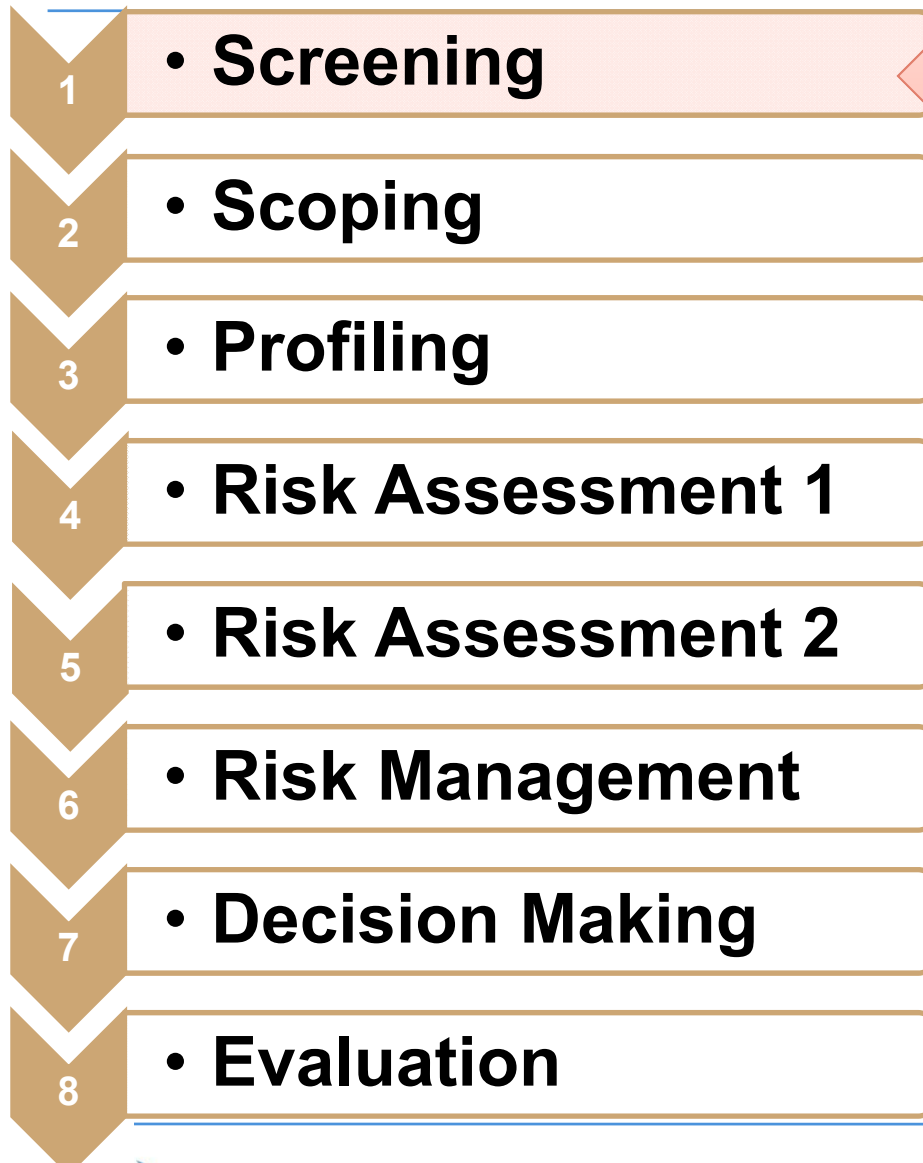 1 • Screening
2 • Scoping
3 • Profiling
4 • Risk Assessment 1
5 • Risk Assessment 2
6 • Risk Management
7 • Decision Making
8 • Evaluation